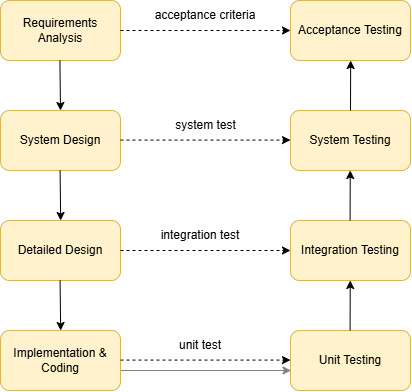 Requirements
Analysis
acceptance criteria
Acceptance Testing
System Design
system test
System Testing
Detailed Design
integration test
Integration Testing
Implementation &
Coding
unit test
Unit Testing